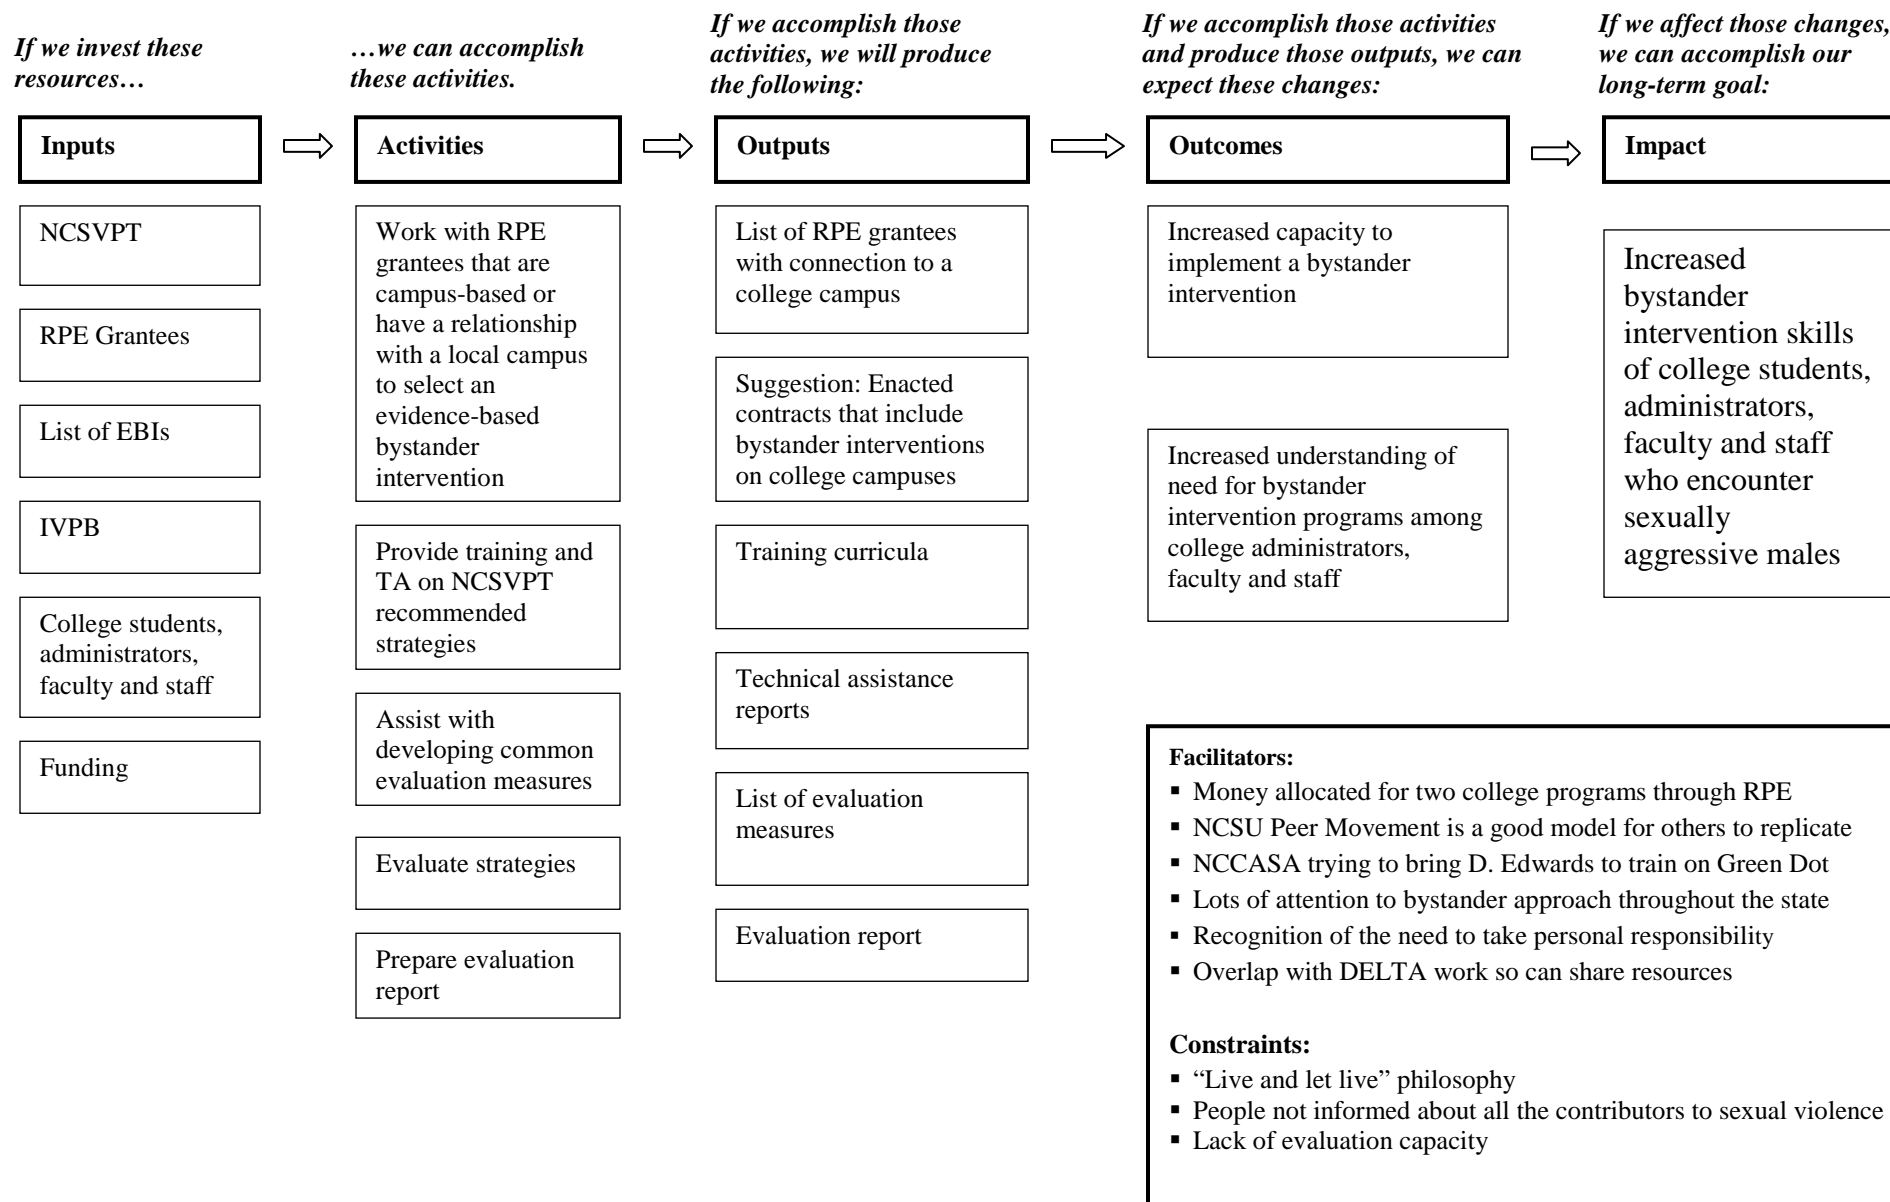 If we invest these
resources…
…we can accomplish
these activities.
If we accomplish those
activities, we will produce
the following:
If we accomplish those activities
and produce those outputs, we can
expect these changes:
If we affect those changes,
we can accomplish our
long-term goal:
Inputs
Activities
Outputs
Outcomes
Impact
NCSVPT
RPE Grantees
List of EBIs
IVPB
College students,
administrators,
faculty and staff
Funding
Work with RPE
grantees that are
campus-based or
have a relationship
with a local campus
to select an
evidence-based
bystander
intervention
Provide training and
TA on NCSVPT
recommended
strategies
Assist with
developing common
evaluation measures
Evaluate strategies
Prepare evaluation
report
List of RPE grantees
with connection to a
college campus
Suggestion: Enacted
contracts that include
bystander interventions
on college campuses
Training curricula
Technical assistance
reports
List of evaluation
measures
Evaluation report
Increased capacity to
implement a bystander
intervention
Increased understanding of
need for bystander
intervention programs among
college administrators,
faculty and staff
Increased
bystander
intervention skills
of college students,
administrators,
faculty and staff
who encounter
sexually
aggressive males
Facilitators:
▪ Money allocated for two college programs through RPE
▪ NCSU Peer Movement is a good model for others to replicate
▪ NCCASA trying to bring D. Edwards to train on Green Dot
▪ Lots of attention to bystander approach throughout the state
▪ Recognition of the need to take personal responsibility
▪ Overlap with DELTA work so can share resources
Constraints:
▪ “Live and let live” philosophy
▪ People not informed about all the contributors to sexual violence
▪ Lack of evaluation capacity